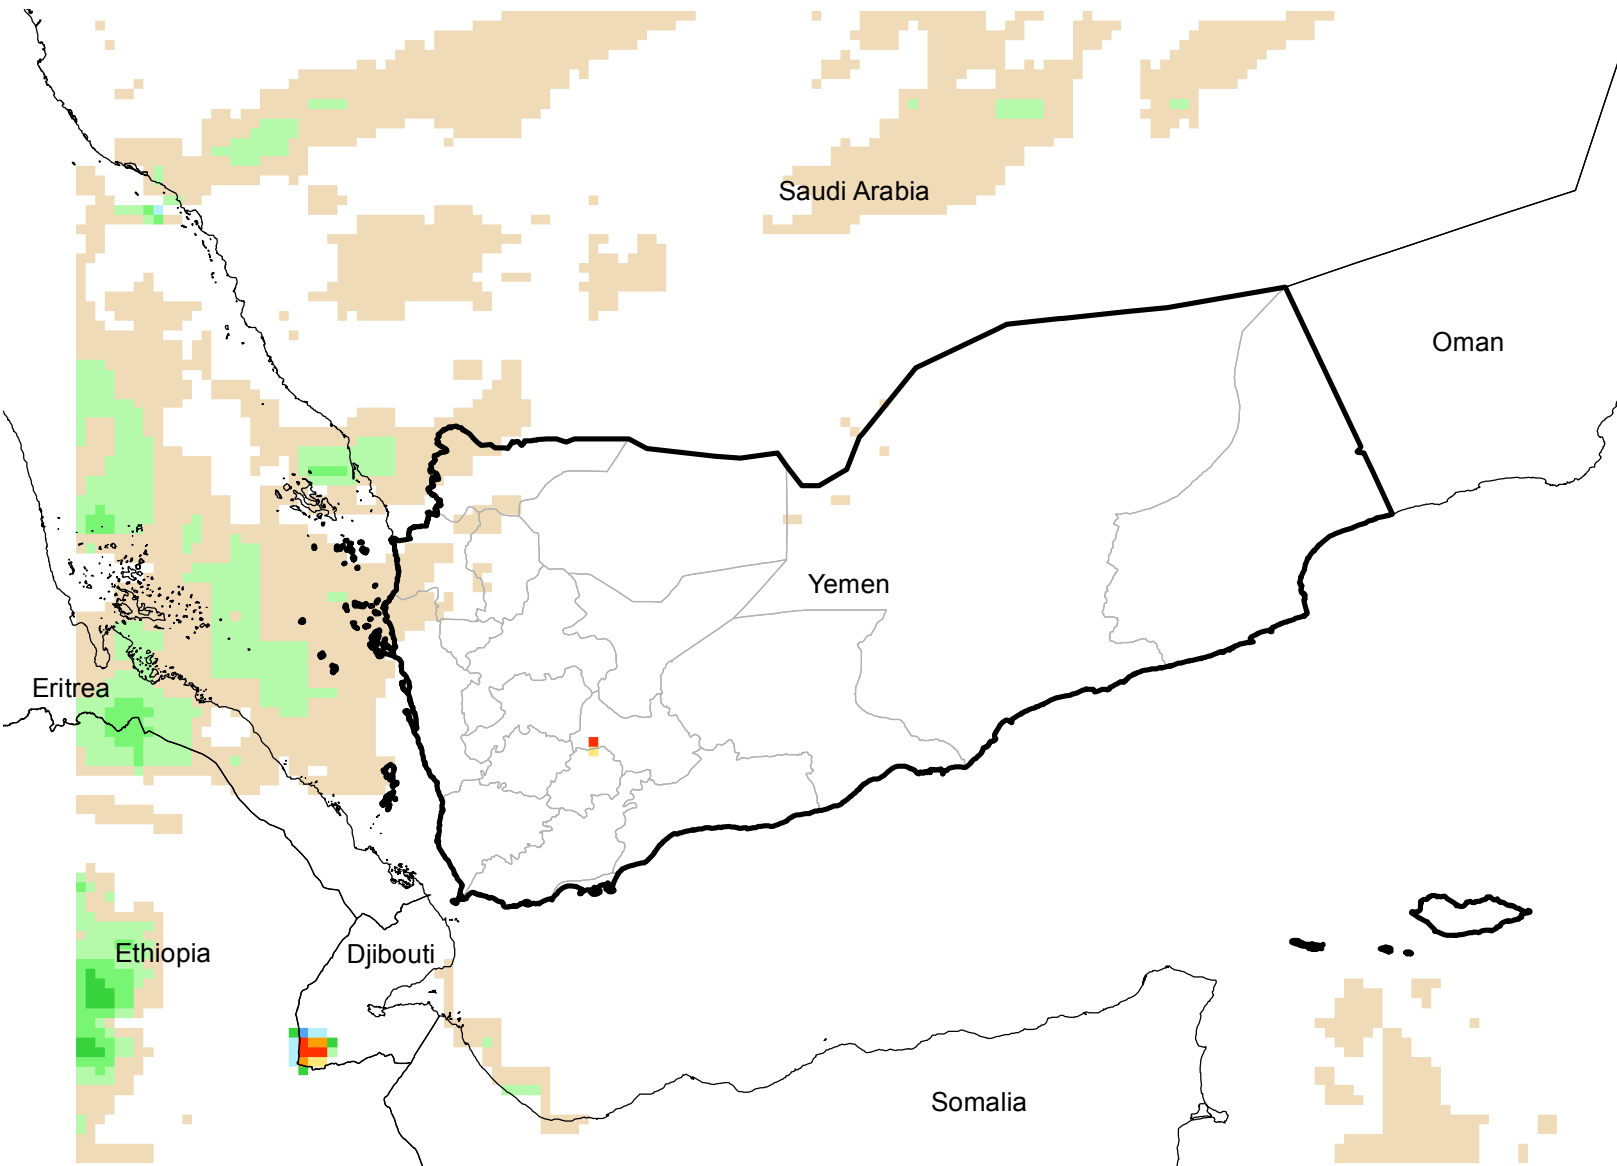 Saudi Arabia
Oman
Yemen
Eritrea
Ethiopia
Djibouti
Somalia